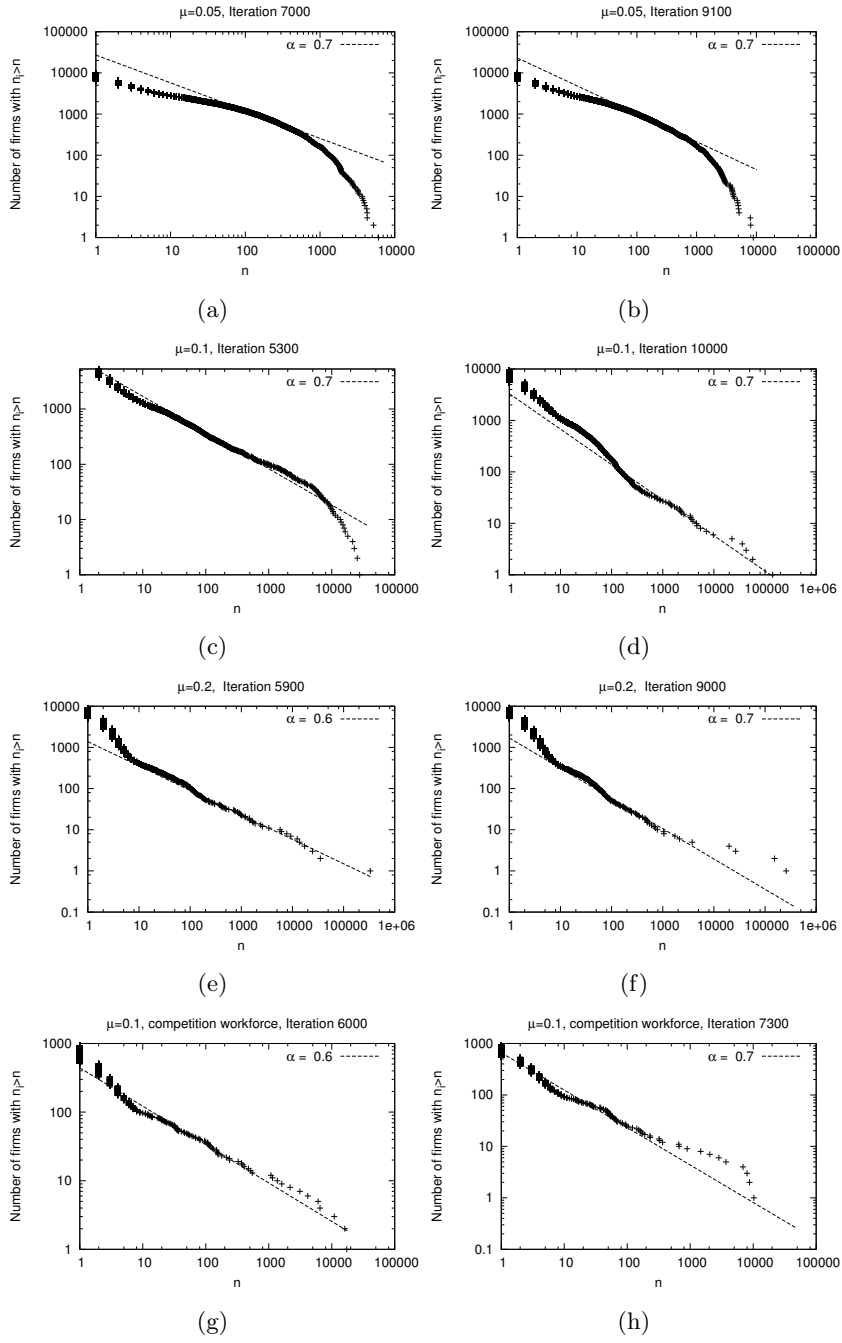 μ=0.05, Iteration 7000
α = 0.7
100000
10000
1000
100
10
1
Number of firms with nᵢ>n
1 10 100 1000 10000
n
(a)
μ=0.05, Iteration 9100
α = 0.7
100000
10000
1000
100
10
1
Number of firms with nᵢ>n
1 10 100 1000 10000 100000
n
(b)
μ=0.1, Iteration 5300
α = 0.7
1000
100
10
1
Number of firms with nᵢ>n
1 10 100 1000 10000 100000
n
(c)
μ=0.1, Iteration 10000
α = 0.7
10000
1000
100
10
1
Number of firms with nᵢ>n
1 10 100 1000 10000 100000 1e+06
n
(d)
μ=0.2, Iteration 5900
α = 0.6
10000
1000
100
10
1
0.1
Number of firms with nᵢ>n
1 10 100 1000 10000 100000 1e+06
n
(e)
μ=0.2, Iteration 9000
α = 0.7
10000
1000
100
10
1
0.1
Number of firms with nᵢ>n
1 10 100 1000 10000 100000 1e+06
n
(f)
μ=0.1, competition workforce, Iteration 6000
α = 0.6
1000
100
10
1
Number of firms with nᵢ>n
1 10 100 1000 10000 100000
n
(g)
μ=0.1, competition workforce, Iteration 7300
α = 0.7
1000
100
10
1
0.1
Number of firms with nᵢ>n
1 10 100 1000 10000 100000
n
(h)